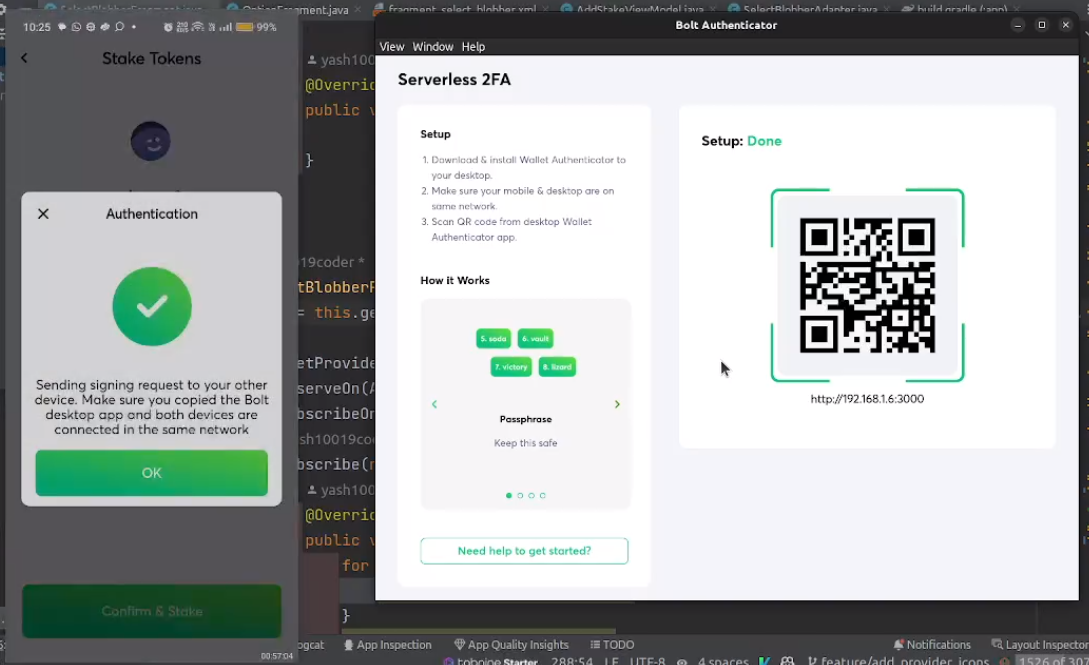 SelectBlobberFragment.java
OptionFragment.java
fragment_select_blobber.xml
AddStakeViewModel.java
SelectBlobberAdapter.java
build.gradle (:app)
10:25
99%
Stake Tokens
Authentication
Sending signing request to your other
device. Make sure you copied the Bolt
desktop app and both devices are
connected in the same network
OK
Confirm & Stake
00:57:04
yash100
@Overrid
public v
}
19coder *
tBlobberF
= this.ge
etProvide
serveOn(A
bscribeOn
sh10019co
bscribe(n
yash100
@Overrid
public v
for
}
Bolt Authenticator
View Window Help
Serverless 2FA
Setup
1. Download & install Wallet Authenticator to
your desktop.
2. Make sure your mobile & desktop are on
same network.
3. Scan QR code from desktop Wallet
Authenticator app.
How it Works
5. soda
6. vault
7. victory
8. lizard
Passphrase
Keep this safe
Need help to get started?
Setup: Done
http://192.168.1.6:3000
ogcat
App Inspection
App Quality Insights
TODO
Notifications
Layout Inspecto
tobnine Starter
288:54
LF
UTF-8
4 spaces
feature/add_provider_icons
1526 of 30